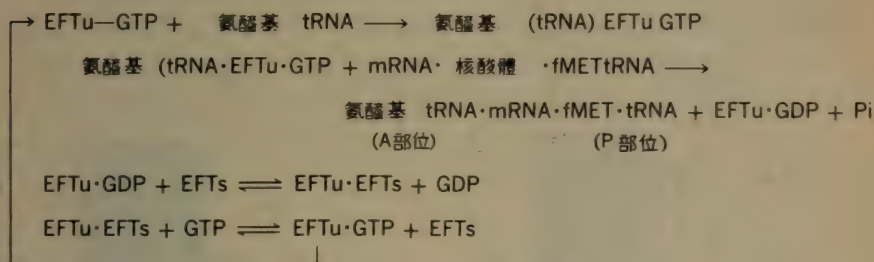 EFTu—GTP + 氨醯基 tRNA ⟶ 氨醯基 (tRNA) EFTu GTP
氨醯基 (tRNA·EFTu·GTP + mRNA· 核酸體 ·fMETtRNA ⟶
氨醯基 tRNA·mRNA·fMET·tRNA + EFTu·GDP + Pi
(A部位) (P部位)
EFTu·GDP + EFTs ⇌ EFTu·EFTs + GDP
EFTu·EFTs + GTP ⇌ EFTu·GTP + EFTs